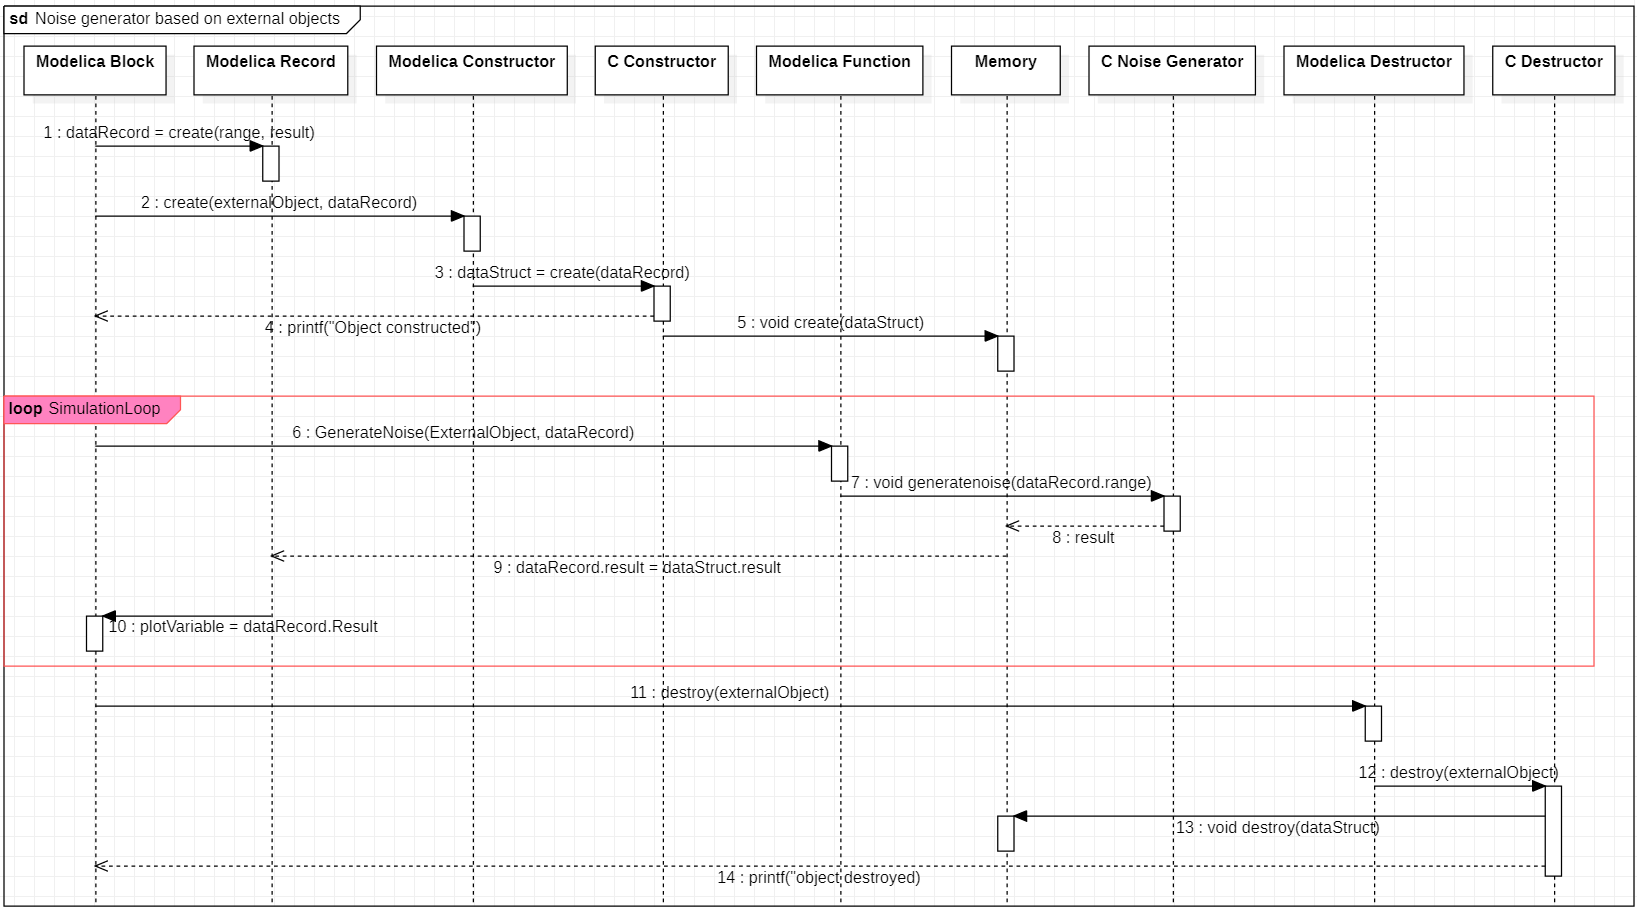 sd Noise generator based on external objects
Modelica Block
Modelica Record
Modelica Constructor
C Constructor
Modelica Function
Memory
C Noise Generator
Modelica Destructor
C Destructor
1 : dataRecord = create(range, result)
2 : create(externalObject, dataRecord)
3 : dataStruct = create(dataRecord)
4 : printf("Object constructed")
5 : void create(dataStruct)
loop SimulationLoop
6 : GenerateNoise(ExternalObject, dataRecord)
7 : void generatenoise(dataRecord.range)
8 : result
9 : dataRecord.result = dataStruct.result
10 : plotVariable = dataRecord.Result
11 : destroy(externalObject)
12 : destroy(externalObject)
13 : void destroy(dataStruct)
14 : printf("object destroyed)